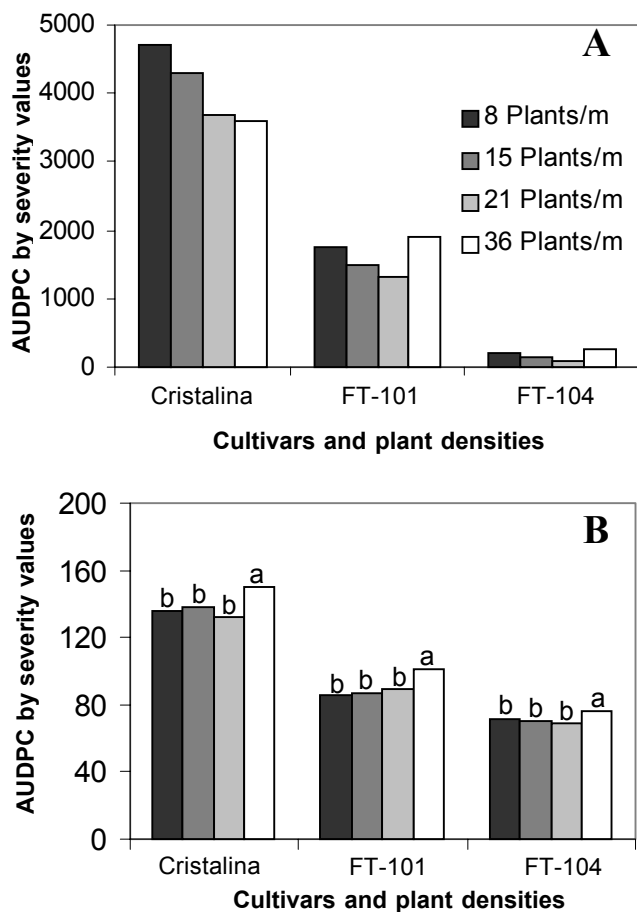 A
5000
4000
3000
2000
1000
0
AUDPC by severity values
8 Plants/m
15 Plants/m
21 Plants/m
36 Plants/m
Cristalina FT-101 FT-104
Cultivars and plant densities
B
200
160
120
80
40
0
AUDPC by severity values
b b b a
b b b a
b b b a
Cristalina FT-101 FT-104
Cultivars and plant densities